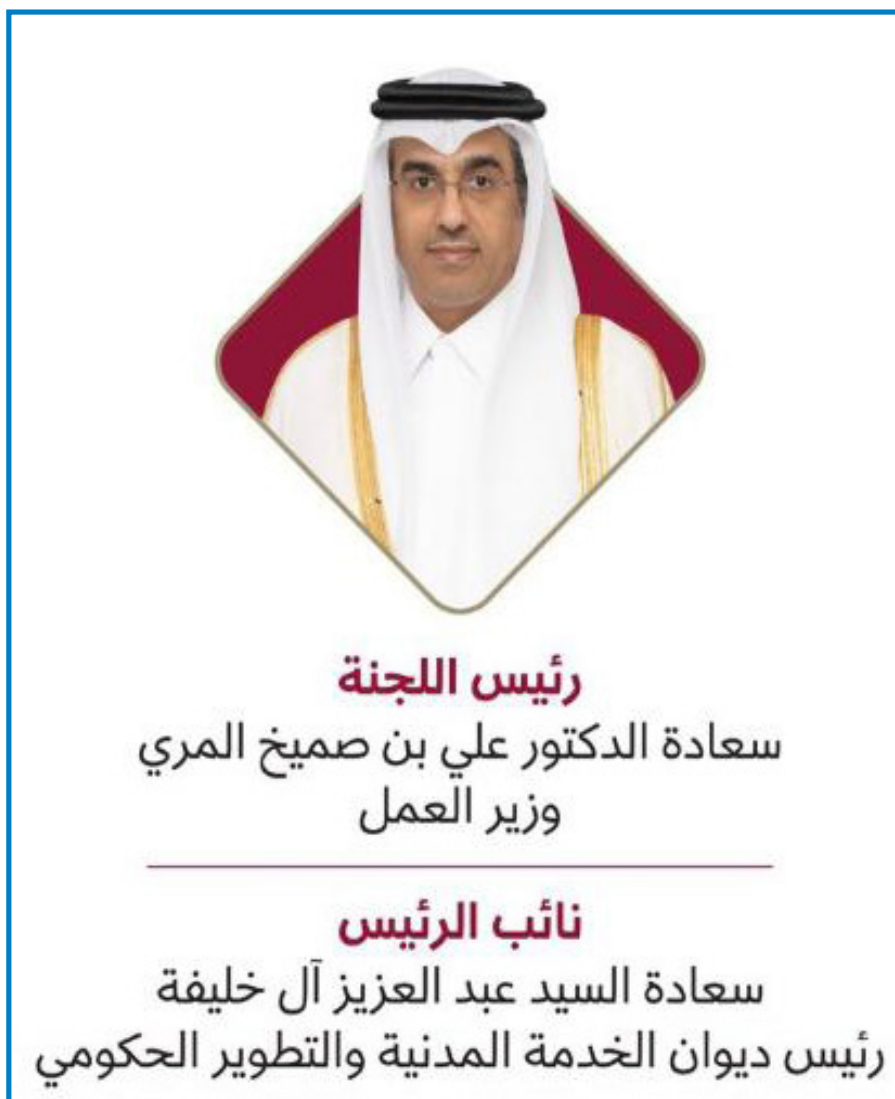 رئيس اللجنة
سعادة الدكتور علي بن صميخ المري
وزير العمل
نائب الرئيس
سعادة السيد عبد العزيز آل خليفة
رئيس ديوان الخدمة المدنية والتطوير الحكومي